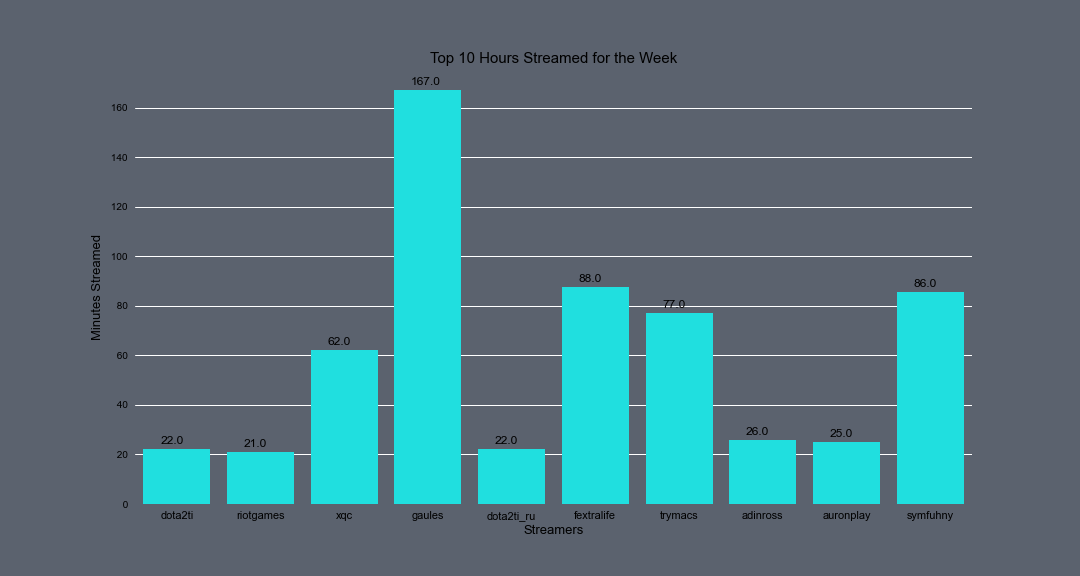 Top 10 Hours Streamed for the Week
Minutes Streamed
160
140
120
100
80
60
40
20
0
22.0
21.0
62.0
167.0
22.0
88.0
77.0
26.0
25.0
86.0
dota2ti
riotgames
xqc
gaules
dota2ti_ru
fextralife
trymacs
adinross
auronplay
symfuhny
Streamers